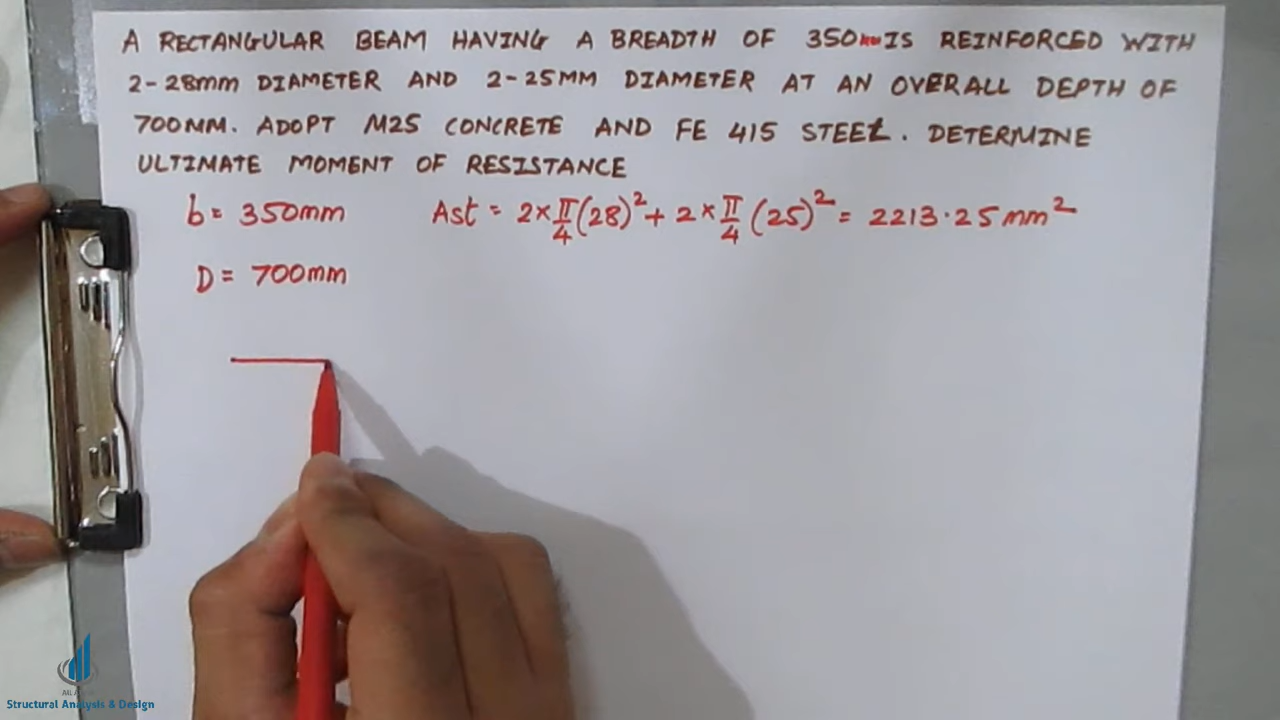 A RECTANGULAR BEAM HAVING A BREADTH OF 350mm IS REINFORCED WITH
2-28mm DIAMETER AND 2-25MM DIAMETER AT AN OVERALL DEPTH OF
700MM. ADOPT M25 CONCRETE AND FE 415 STEEL. DETERMINE
ULTIMATE MOMENT OF RESISTANCE
b = 350mm Ast = 2×π/4(28)²+ 2×π/4(25)² = 2213.25 mm²
D = 700mm
Structural Analysis & Design